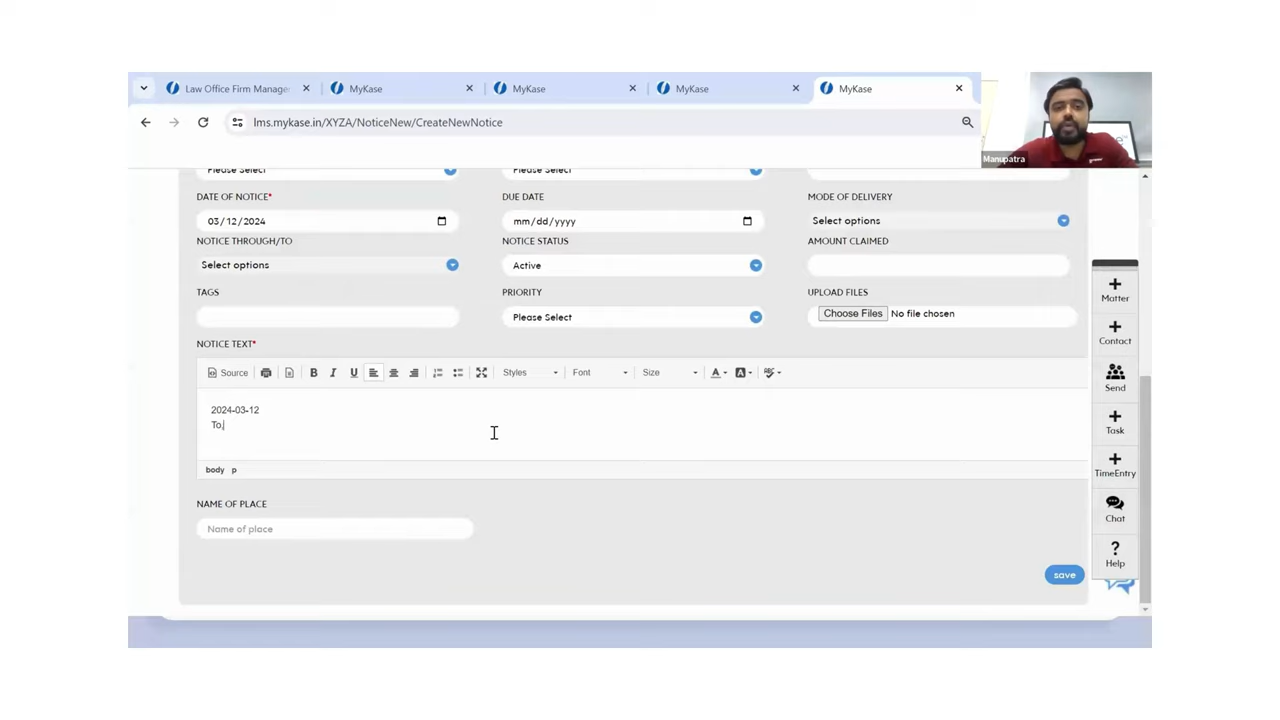 Law Office Firm Manage
MyKase
MyKase
MyKase
MyKase
lms.mykase.in/XYZA/NoticeNew/CreateNewNotice
Manupatra
Please Select
Please Select
DATE OF NOTICE*
DUE DATE
MODE OF DELIVERY
03/12/2024
mm/dd/yyyy
Select options
NOTICE THROUGH/TO
NOTICE STATUS
AMOUNT CLAIMED
Select options
Active
TAGS
PRIORITY
UPLOAD FILES
Please Select
Choose Files No file chosen
NOTICE TEXT*
Source
B I U
Styles
Font
Size
A
A
ABC
2024-03-12
To,
body p
NAME OF PLACE
Name of place
save
Matter
Contact
Send
Task
TimeEntry
Chat
?
Help